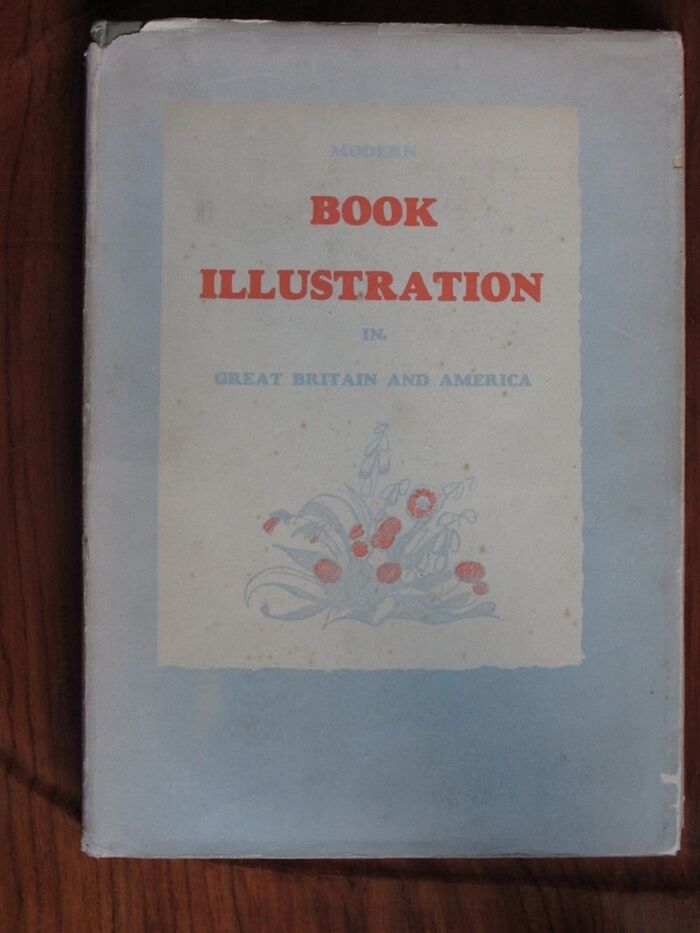 MODERN
BOOK
ILLUSTRATION
IN
GREAT BRITAIN AND AMERICA